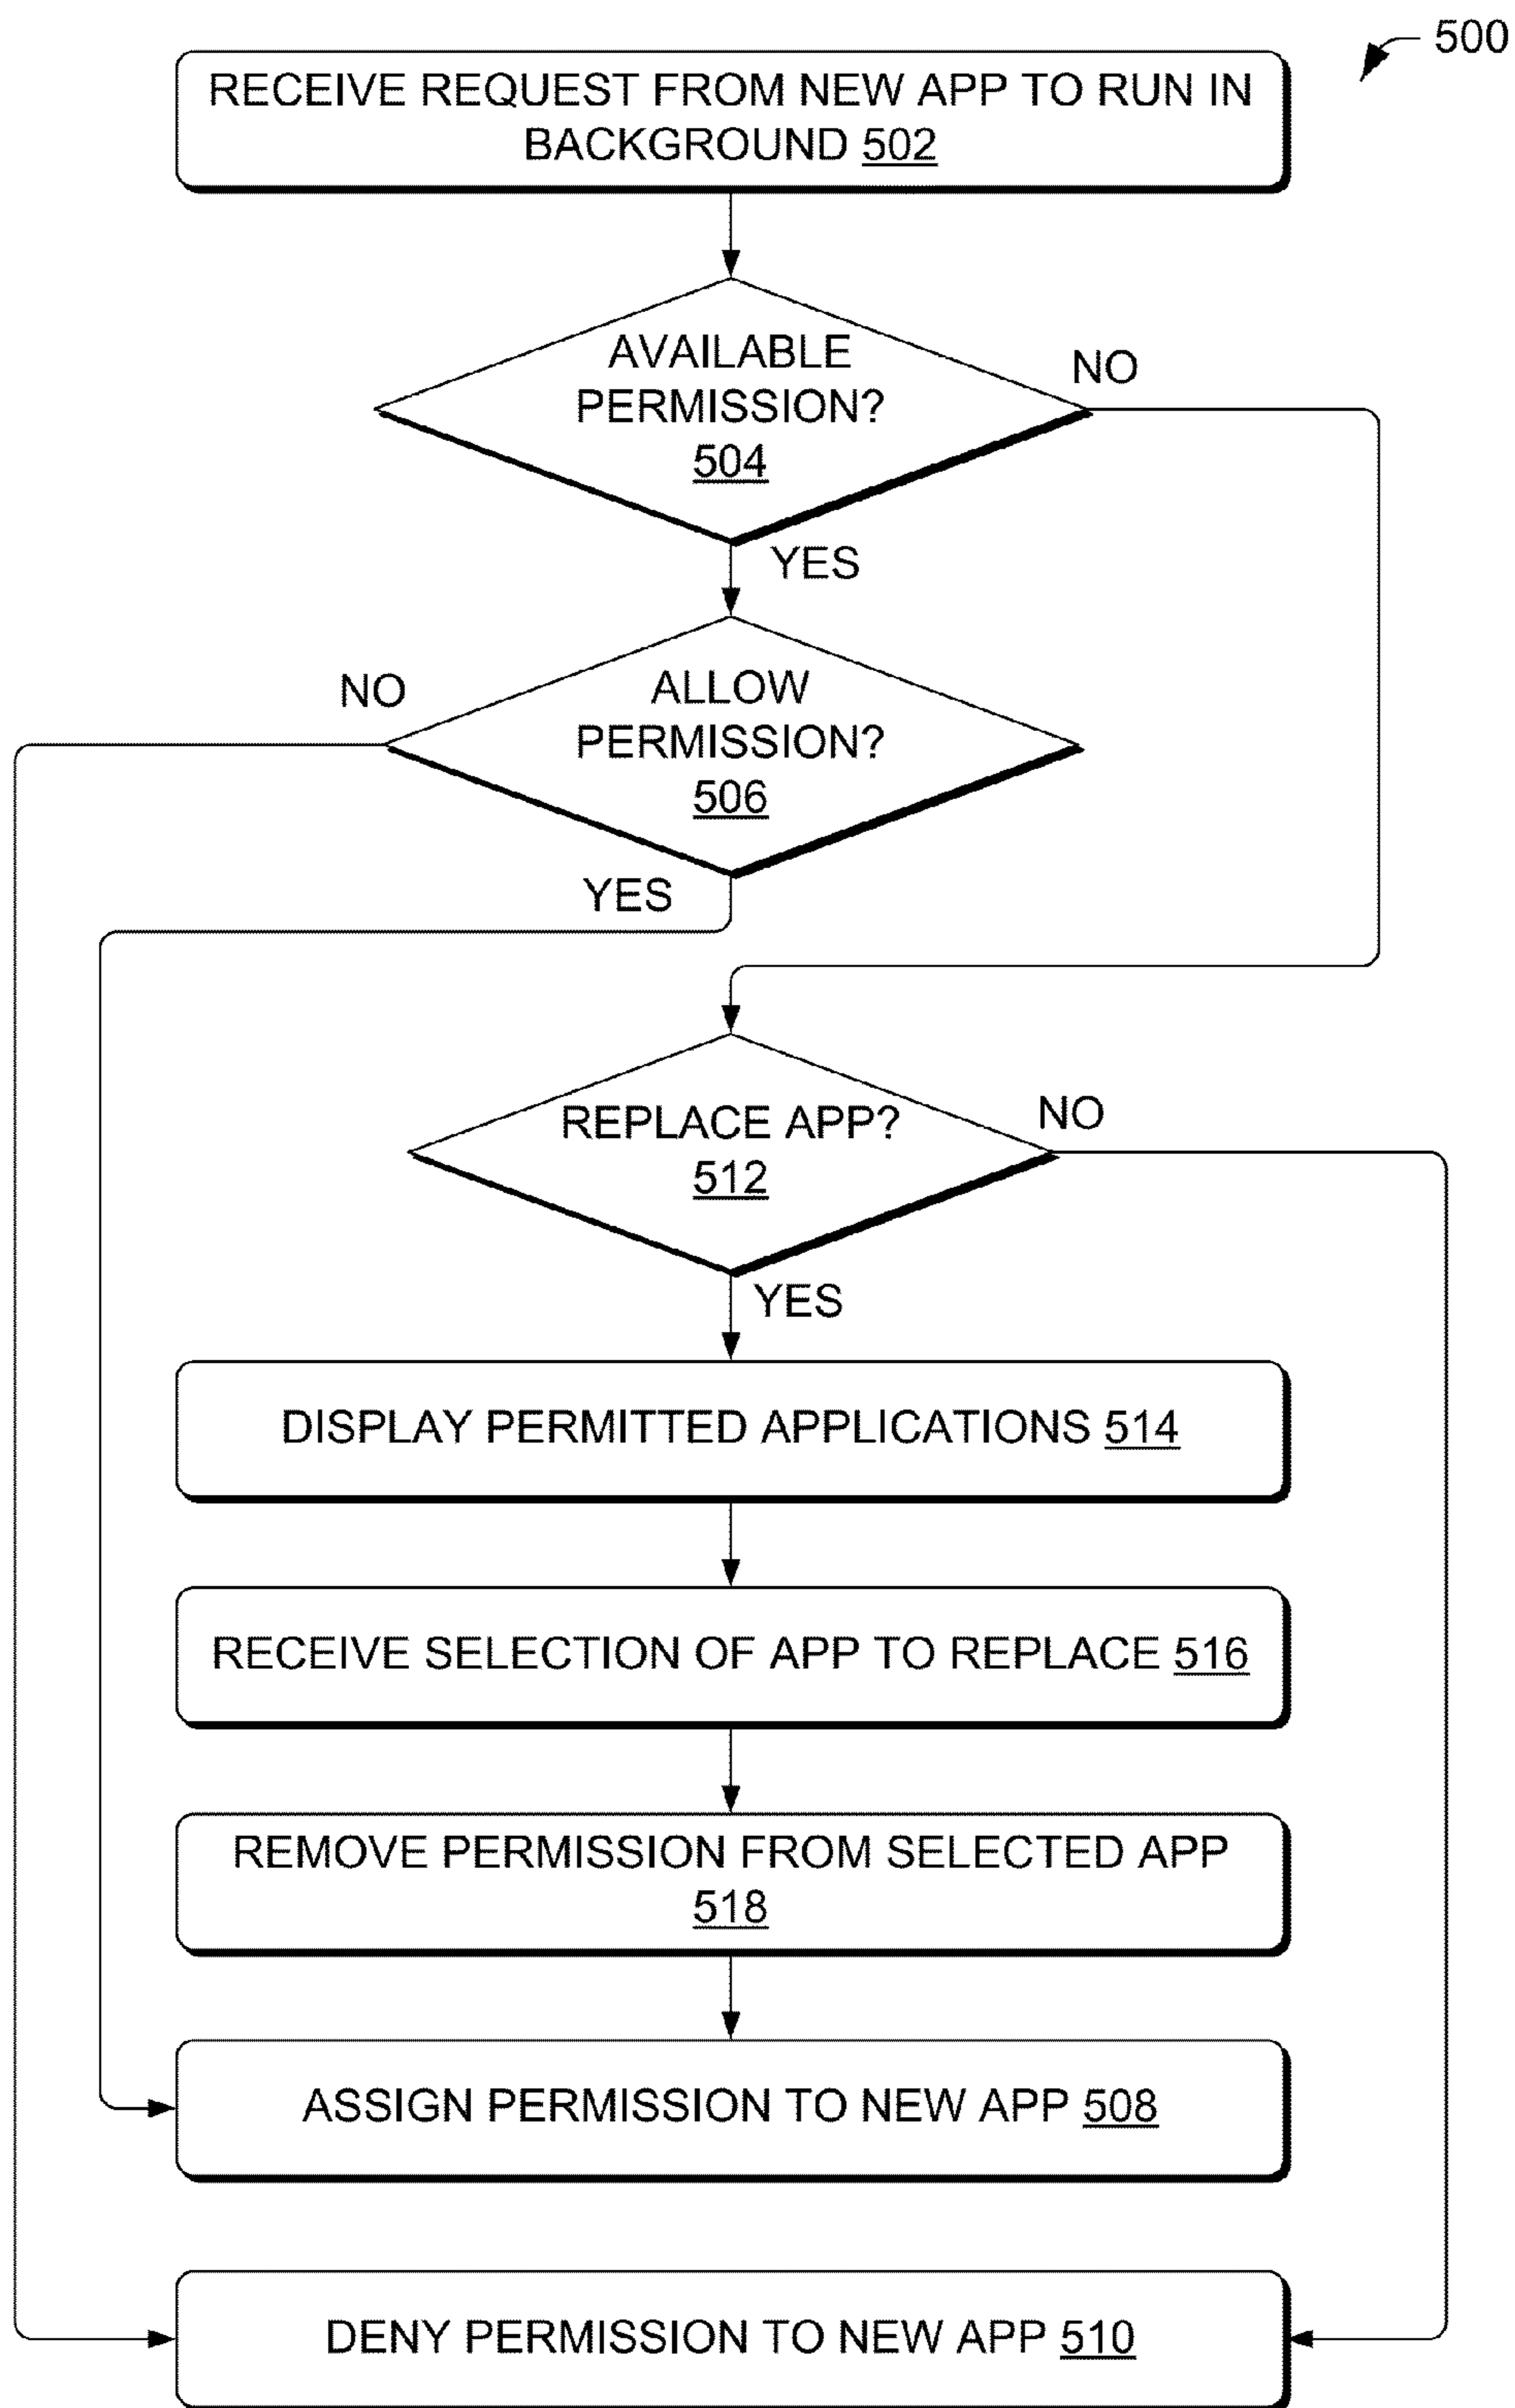 500
RECEIVE REQUEST FROM NEW APP TO RUN IN
BACKGROUND 502
AVAILABLE
PERMISSION?
504
NO
YES
ALLOW
PERMISSION?
506
NO
YES
REPLACE APP?
512
NO
YES
DISPLAY PERMITTED APPLICATIONS 514
RECEIVE SELECTION OF APP TO REPLACE 516
REMOVE PERMISSION FROM SELECTED APP
518
ASSIGN PERMISSION TO NEW APP 508
DENY PERMISSION TO NEW APP 510